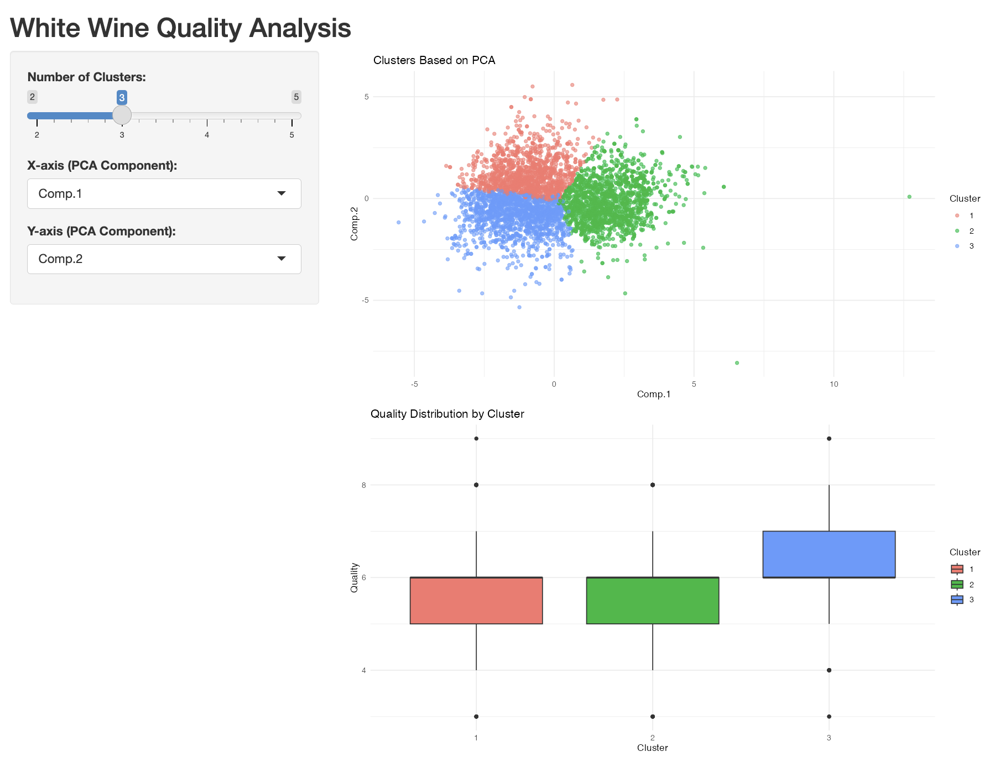 White Wine Quality Analysis
Number of Clusters:
2 3 5
2 3 4 5
X-axis (PCA Component):
Comp.1
Y-axis (PCA Component):
Comp.2
Clusters Based on PCA
5
0
-5
Comp.2
-5 0 5 10
Comp.1
Cluster
1
2
3
Quality Distribution by Cluster
8
6
4
Quality
1 2 3
Cluster
Cluster
1
2
3